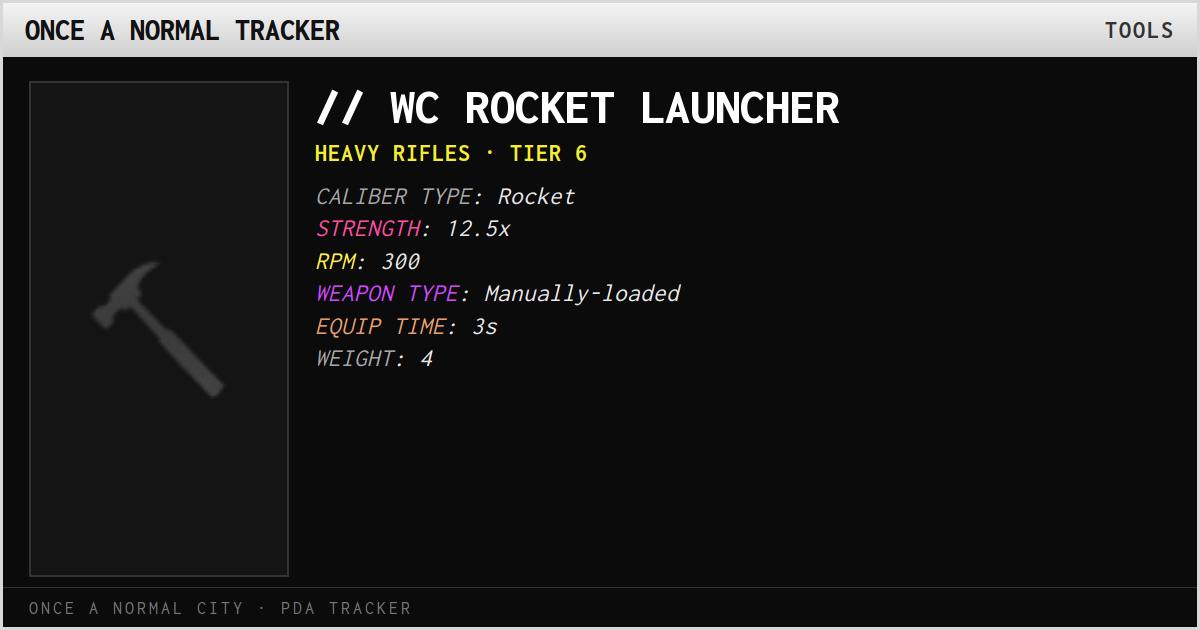 ONCE A NORMAL TRACKER
TOOLS
// WC ROCKET LAUNCHER
HEAVY RIFLES · TIER 6
CALIBER TYPE: Rocket
STRENGTH: 12.5x
RPM: 300
WEAPON TYPE: Manually-loaded
EQUIP TIME: 3s
WEIGHT: 4
ONCE A NORMAL CITY · PDA TRACKER